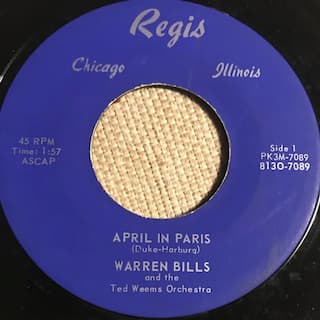 Regis
Chicago Illinois
45 RPM
Time: 1:57
ASCAP
Side 1
PK3M-7089
813O-7089
APRIL IN PARIS
(Duke-Harburg)
WARREN BILLS
and the
Ted Weems Orchestra